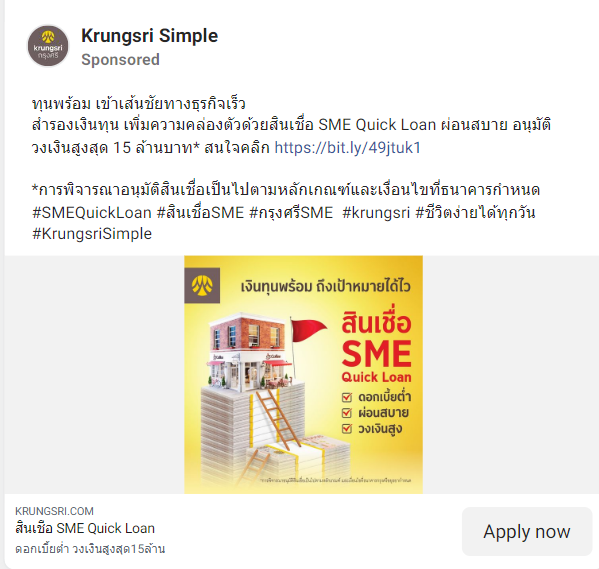 krungsri
กรุงศรี
Krungsri Simple
Sponsored
ทุนพร้อม เข้าเส้นชัยทางธุรกิจเร็ว
สำรองเงินทุน เพิ่มความคล่องตัวด้วยสินเชื่อ SME Quick Loan ผ่อนสบาย อนุมัติ
วงเงินสูงสุด 15 ล้านบาท* สนใจคลิก https://bit.ly/49jtuk1
*การพิจารณาอนุมัติสินเชื่อเป็นไปตามหลักเกณฑ์และเงื่อนไขที่ธนาคารกำหนด
#SMEQuickLoan #สินเชื่อSME #กรุงศรีSME #krungsri #ชีวิตง่ายได้ทุกวัน
#KrungsriSimple
เงินทุนพร้อม ถึงเป้าหมายได้ไว
สินเชื่อ
SME
Quick Loan
ดอกเบี้ยต่ำ
ผ่อนสบาย
วงเงินสูง
KRUNGSRI.COM
สินเชื่อ SME Quick Loan
ดอกเบี้ยต่ำ วงเงินสูงสุด15ล้าน
Apply now